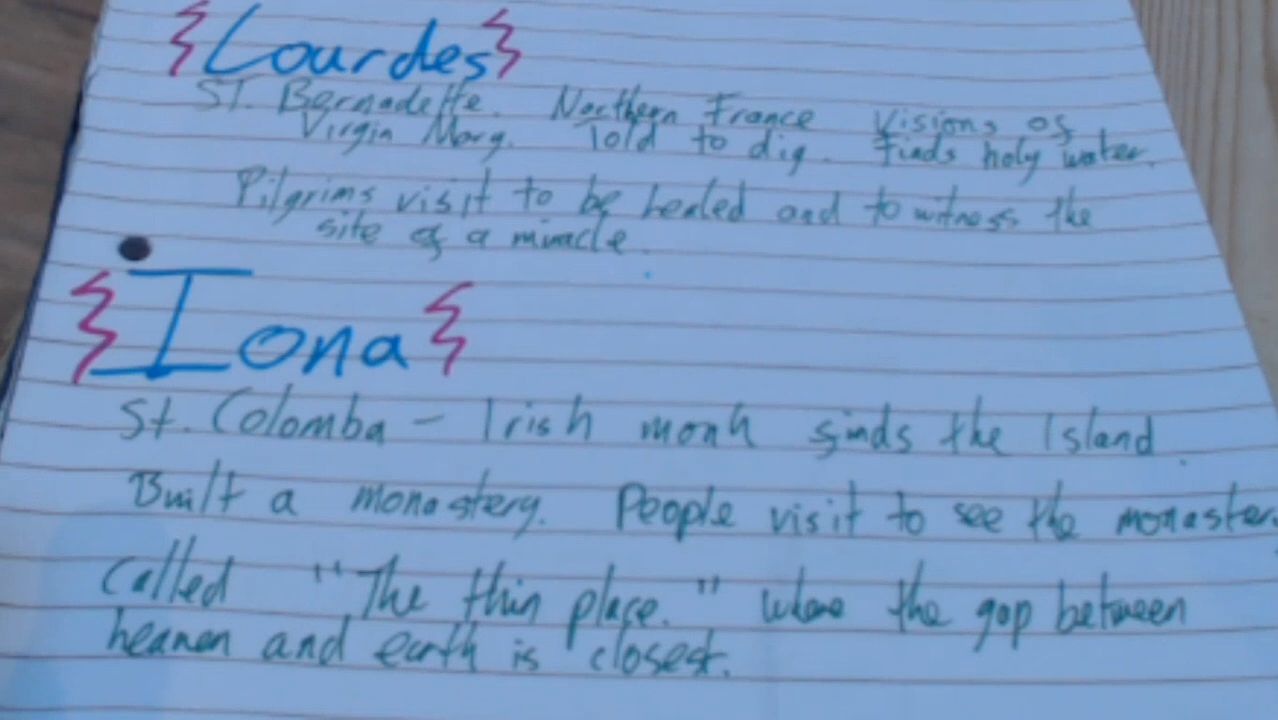 Lourdes
ST. Bernadette. Northern France Visions of
Virgin Mary. Told to dig. Finds holy water.
Pilgrims visit to be healed and to witness the
site of a miracle.
Iona
St. Colomba - Irish monk finds the Island.
Built a monastery. People visit to see the monaster
Called "The thin place." where the gap between
heaven and earth is closest.